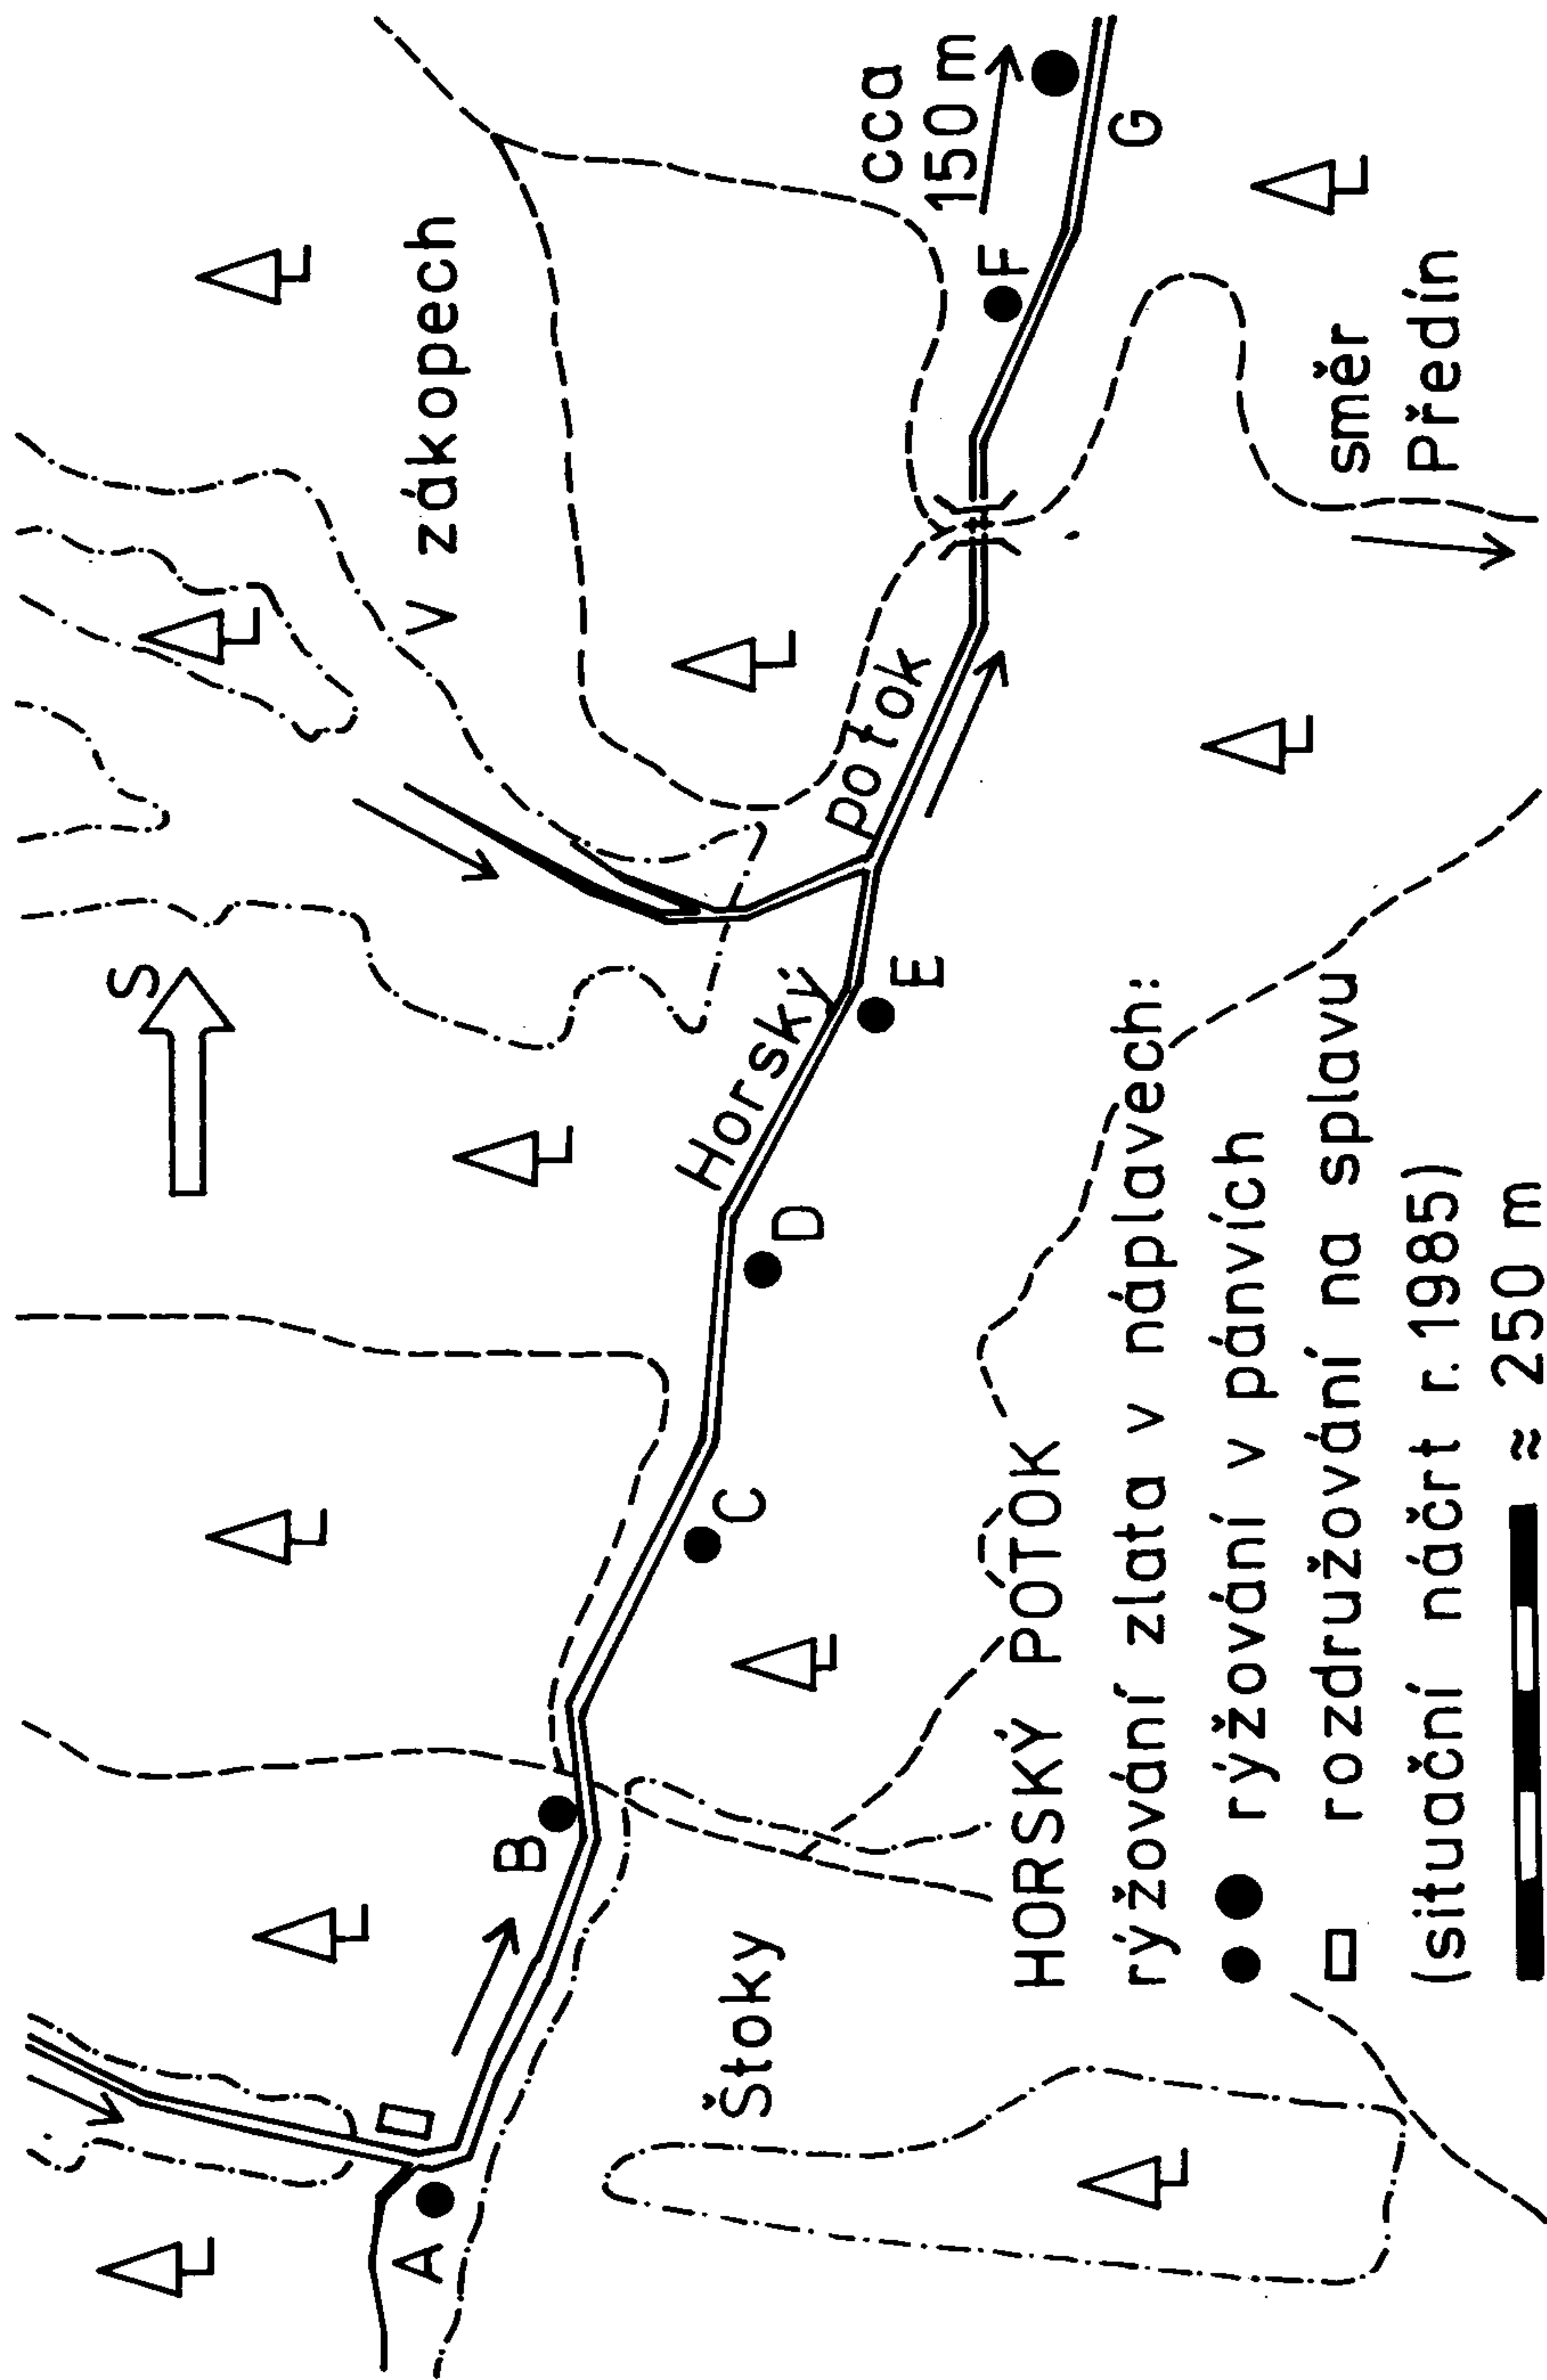 S
v zákopech
cca
150 m
Horský potok
A
B
C
D
E
F
G
Štoky
směr
Předín
HORSKÝ POTOK
rýžování zlata v náplavech:
rýžování v pánvích
rozdružování na splavu
(situační náčrt r. 1985)
≈ 250 m